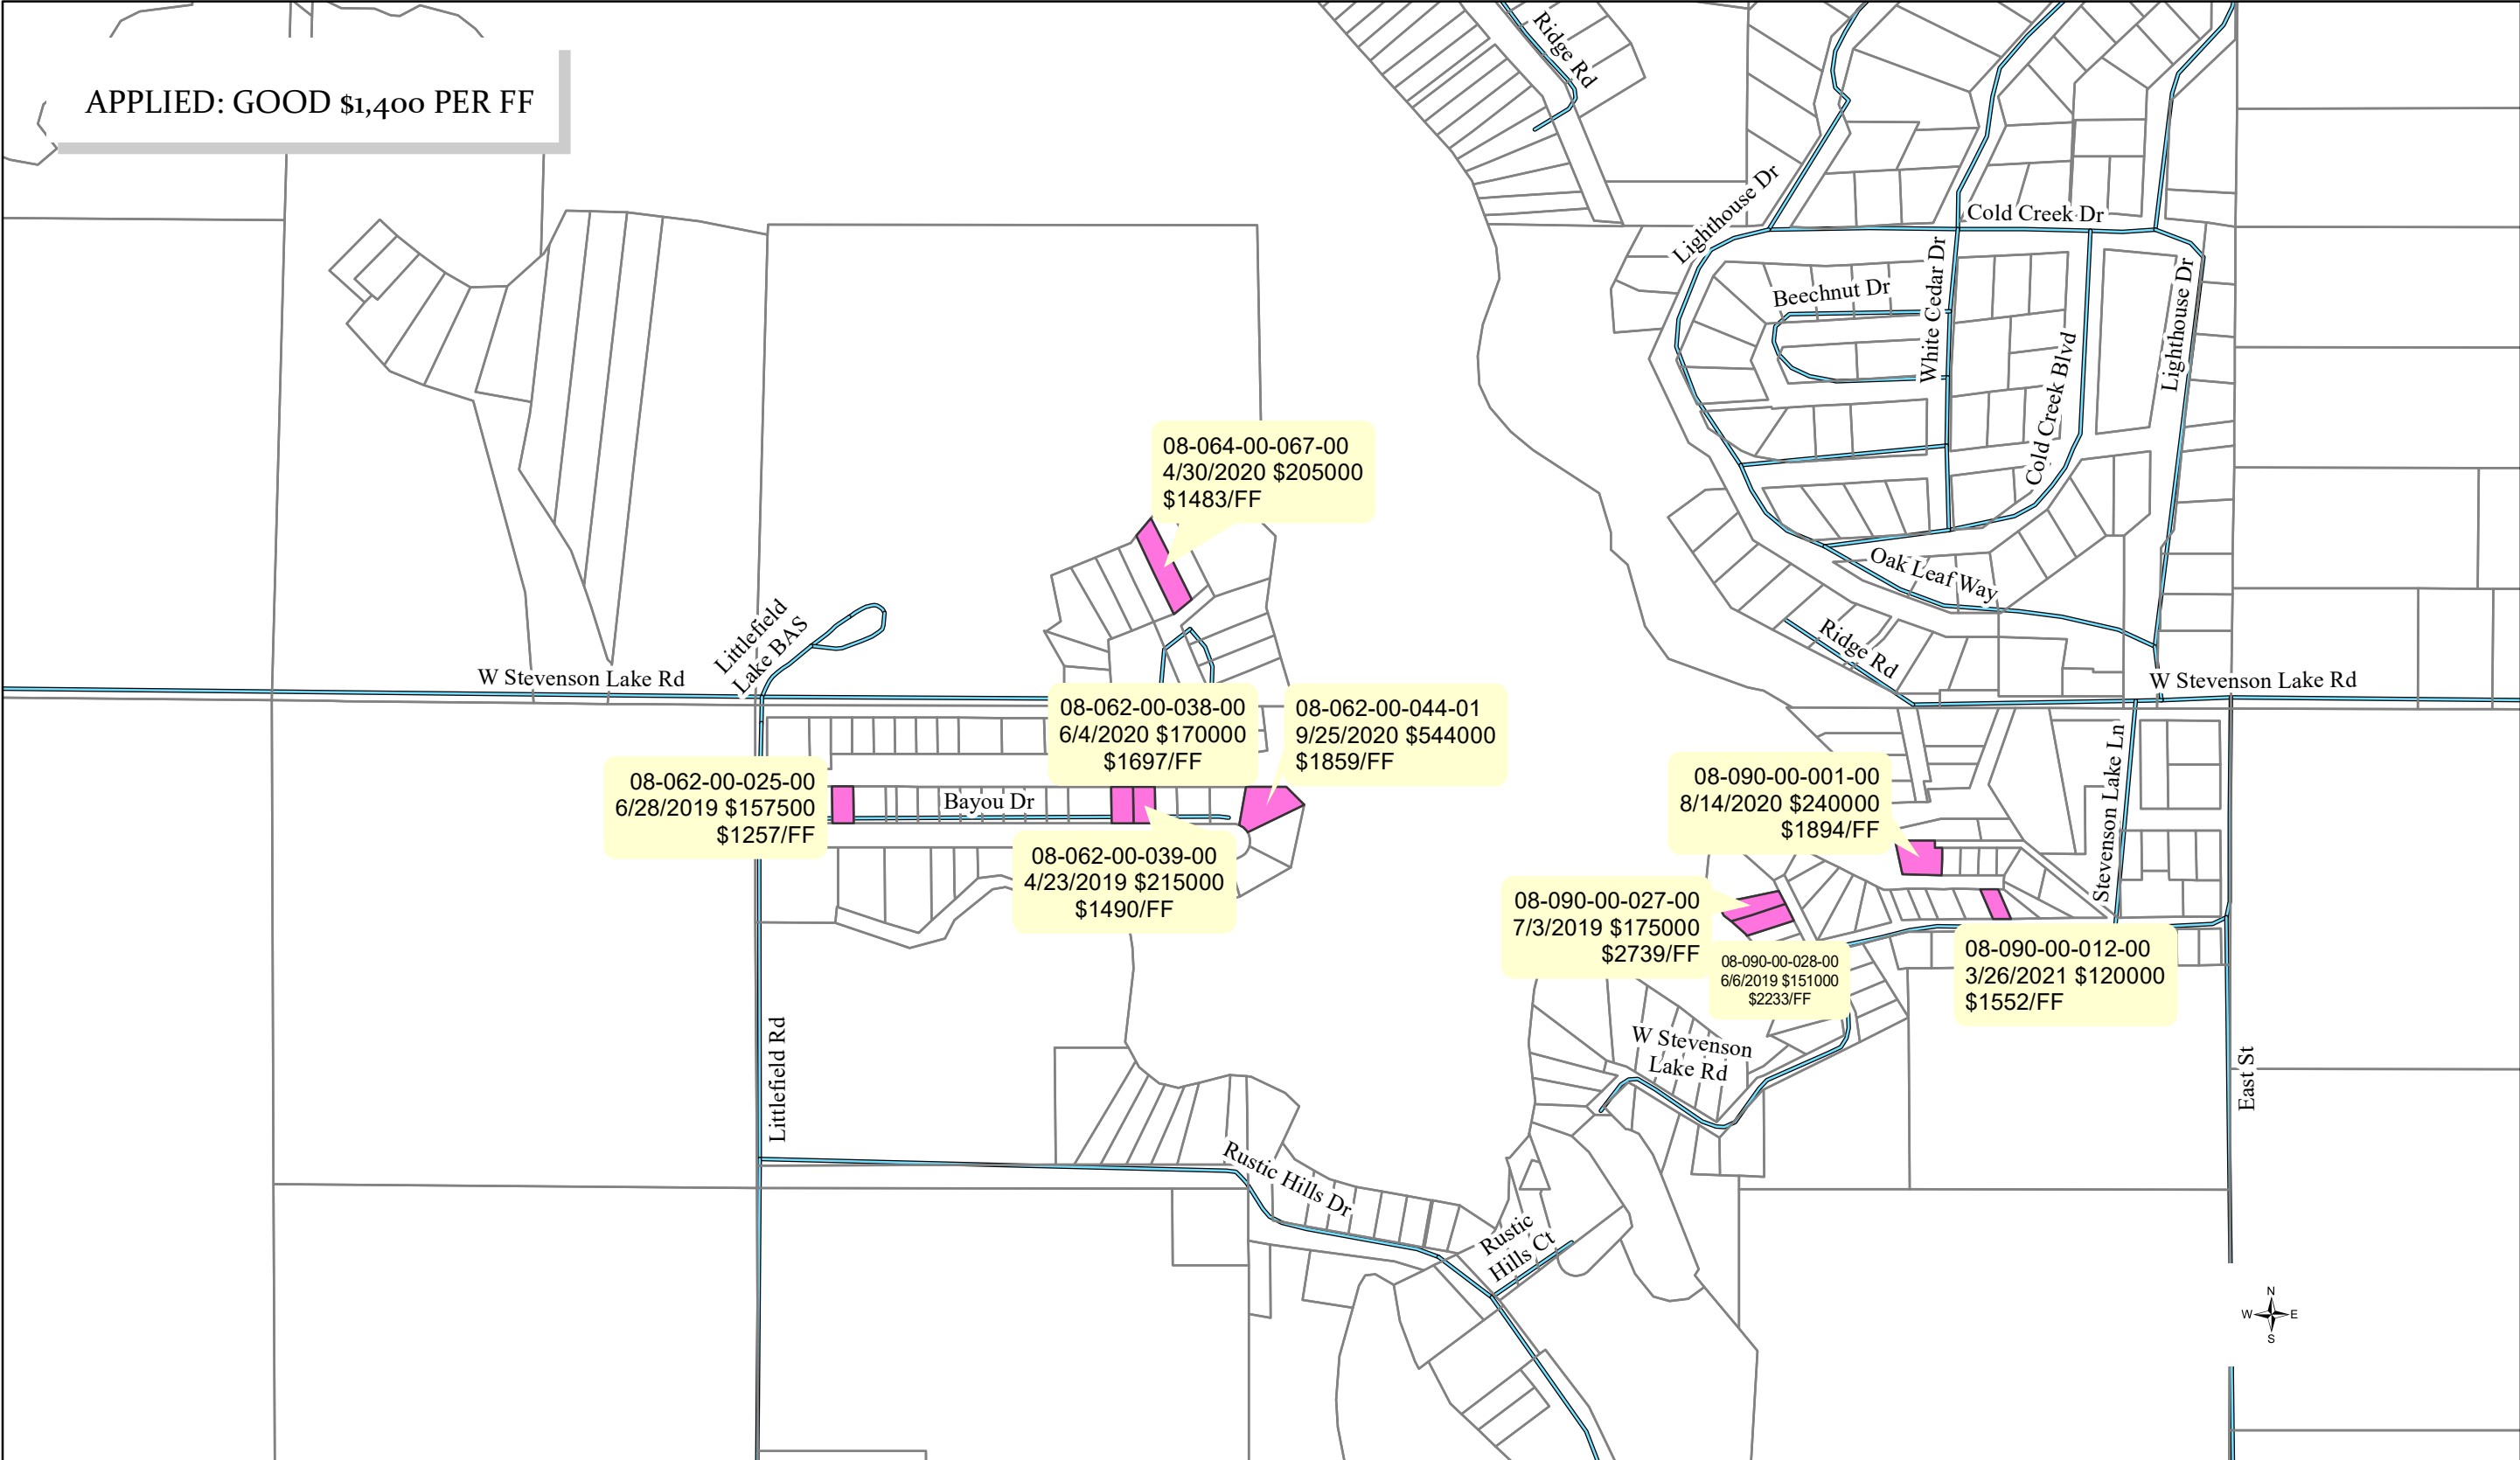 APPLIED: GOOD $1,400 PER FF
Ridge Rd
Lighthouse Dr
Cold Creek Dr
Beechnut Dr
White Cedar Dr
Cold Creek Blvd
Lighthouse Dr
08-064-00-067-00
4/30/2020 $205000
$1483/FF
Oak Leaf Way
Littlefield
Lake BAS
W Stevenson Lake Rd
Ridge Rd
W Stevenson Lake Rd
08-062-00-038-00
6/4/2020 $170000
$1697/FF
08-062-00-044-01
9/25/2020 $544000
$1859/FF
08-062-00-025-00
6/28/2019 $157500
$1257/FF
Bayou Dr
08-090-00-001-00
8/14/2020 $240000
$1894/FF
Stevenson Lake Ln
08-062-00-039-00
4/23/2019 $215000
$1490/FF
08-090-00-027-00
7/3/2019 $175000
$2739/FF
08-090-00-028-00
6/6/2019 $151000
$2233/FF
08-090-00-012-00
3/26/2021 $120000
$1552/FF
W Stevenson
Lake Rd
Littlefield Rd
East St
Rustic Hills Dr
Rustic
Hills Ct
N
W E
S